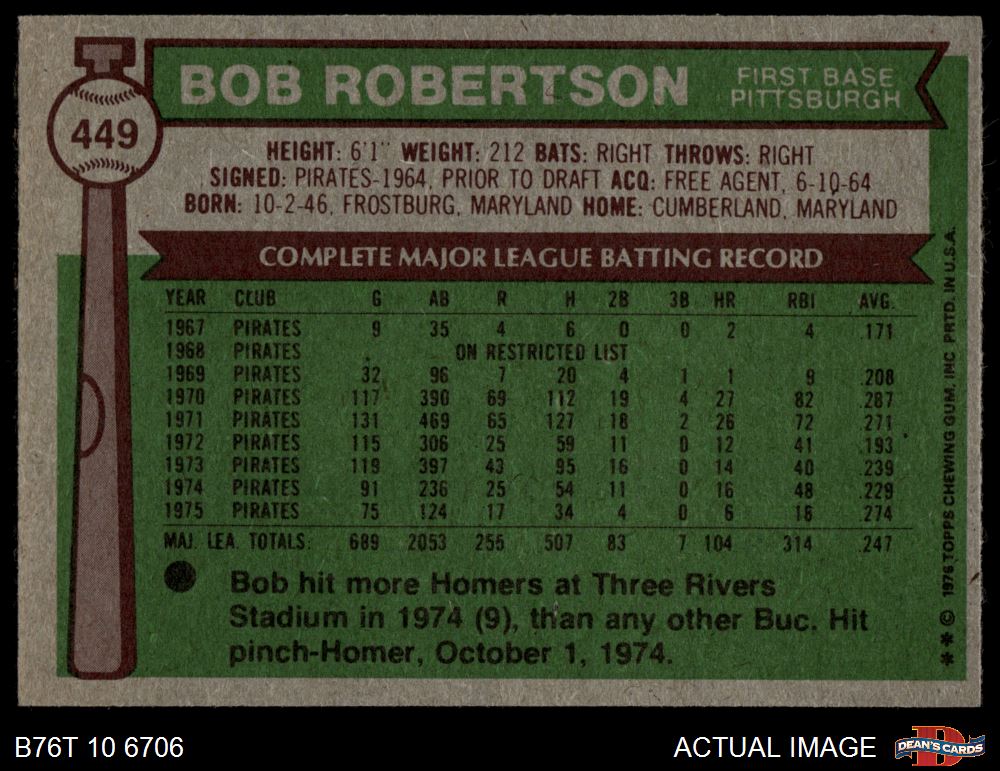 449
BOB ROBERTSON
FIRST BASE
PITTSBURGH
HEIGHT: 6'1" WEIGHT: 212 BATS: RIGHT THROWS: RIGHT
SIGNED: PIRATES-1964, PRIOR TO DRAFT ACQ: FREE AGENT, 6-10-64
BORN: 10-2-46, FROSTBURG, MARYLAND HOME: CUMBERLAND, MARYLAND
COMPLETE MAJOR LEAGUE BATTING RECORD
YEAR CLUB G AB R H 2B 3B HR RBI AVG.
1967 PIRATES 9 35 4 6 0 0 2 4 .171
1968 PIRATES ON RESTRICTED LIST
1969 PIRATES 32 96 7 20 4 1 1 9 .208
1970 PIRATES 117 390 69 112 19 4 27 82 .287
1971 PIRATES 131 469 65 127 18 2 26 72 .271
1972 PIRATES 115 306 25 59 11 0 12 41 .193
1973 PIRATES 119 397 43 95 16 0 14 40 .239
1974 PIRATES 91 236 25 54 11 0 16 48 .229
1975 PIRATES 75 124 17 34 4 0 6 18 .274
MAJ. LEA. TOTALS: 689 2053 255 507 83 7 104 314 .247
Bob hit more Homers at Three Rivers
Stadium in 1974 (9), than any other Buc. Hit
pinch-Homer, October 1, 1974.
** © 1976 TOPPS CHEWING GUM, INC PRTD. IN U.S.A.
B76T 10 6706
ACTUAL IMAGE
DEAN'S CARDS